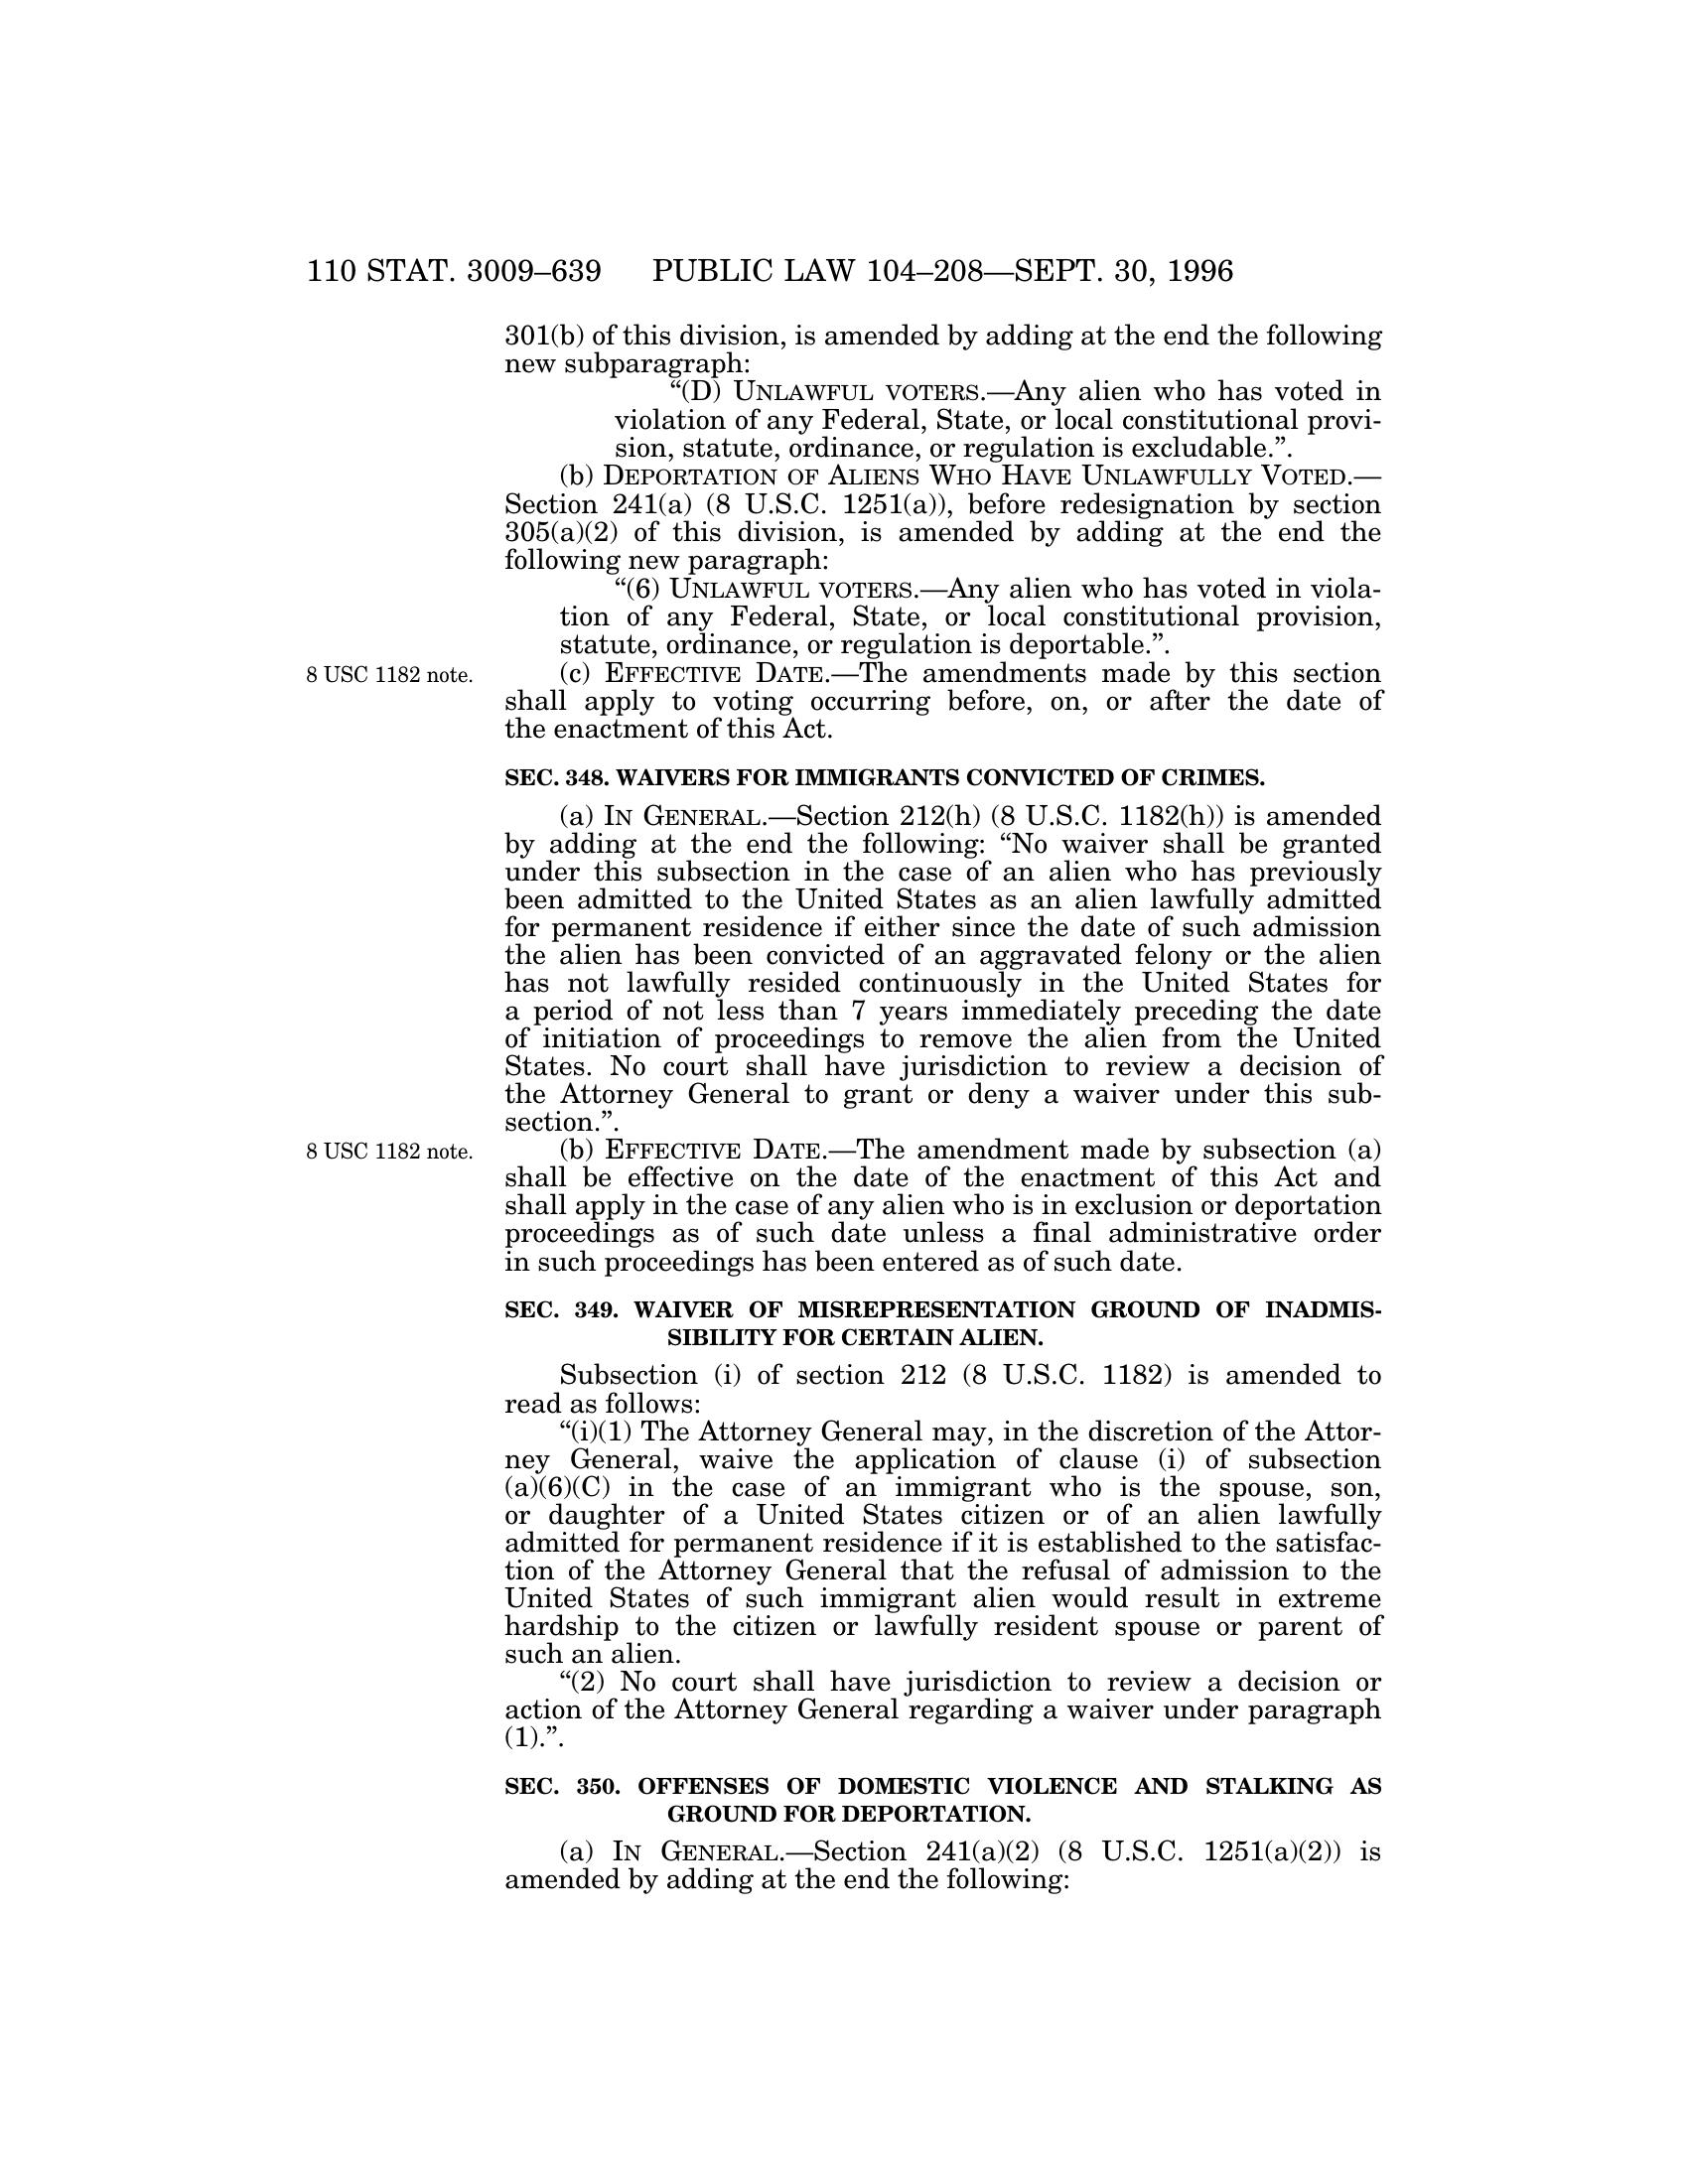 110 STAT. 3009–639 PUBLIC LAW 104–208—SEPT. 30, 1996
301(b) of this division, is amended by adding at the end the following
new subparagraph:
“(D) UNLAWFUL VOTERS.—Any alien who has voted in
violation of any Federal, State, or local constitutional provi-
sion, statute, ordinance, or regulation is excludable.”.
(b) DEPORTATION OF ALIENS WHO HAVE UNLAWFULLY VOTED.—
Section 241(a) (8 U.S.C. 1251(a)), before redesignation by section
305(a)(2) of this division, is amended by adding at the end the
following new paragraph:
“(6) UNLAWFUL VOTERS.—Any alien who has voted in viola-
tion of any Federal, State, or local constitutional provision,
statute, ordinance, or regulation is deportable.”.
8 USC 1182 note.
(c) EFFECTIVE DATE.—The amendments made by this section
shall apply to voting occurring before, on, or after the date of
the enactment of this Act.
SEC. 348. WAIVERS FOR IMMIGRANTS CONVICTED OF CRIMES.
(a) IN GENERAL.—Section 212(h) (8 U.S.C. 1182(h)) is amended
by adding at the end the following: “No waiver shall be granted
under this subsection in the case of an alien who has previously
been admitted to the United States as an alien lawfully admitted
for permanent residence if either since the date of such admission
the alien has been convicted of an aggravated felony or the alien
has not lawfully resided continuously in the United States for
a period of not less than 7 years immediately preceding the date
of initiation of proceedings to remove the alien from the United
States. No court shall have jurisdiction to review a decision of
the Attorney General to grant or deny a waiver under this sub-
section.”.
8 USC 1182 note.
(b) EFFECTIVE DATE.—The amendment made by subsection (a)
shall be effective on the date of the enactment of this Act and
shall apply in the case of any alien who is in exclusion or deportation
proceedings as of such date unless a final administrative order
in such proceedings has been entered as of such date.
SEC. 349. WAIVER OF MISREPRESENTATION GROUND OF INADMIS-
SIBILITY FOR CERTAIN ALIEN.
Subsection (i) of section 212 (8 U.S.C. 1182) is amended to
read as follows:
“(i)(1) The Attorney General may, in the discretion of the Attor-
ney General, waive the application of clause (i) of subsection
(a)(6)(C) in the case of an immigrant who is the spouse, son,
or daughter of a United States citizen or of an alien lawfully
admitted for permanent residence if it is established to the satisfac-
tion of the Attorney General that the refusal of admission to the
United States of such immigrant alien would result in extreme
hardship to the citizen or lawfully resident spouse or parent of
such an alien.
“(2) No court shall have jurisdiction to review a decision or
action of the Attorney General regarding a waiver under paragraph
(1).”.
SEC. 350. OFFENSES OF DOMESTIC VIOLENCE AND STALKING AS
GROUND FOR DEPORTATION.
(a) IN GENERAL.—Section 241(a)(2) (8 U.S.C. 1251(a)(2)) is
amended by adding at the end the following: